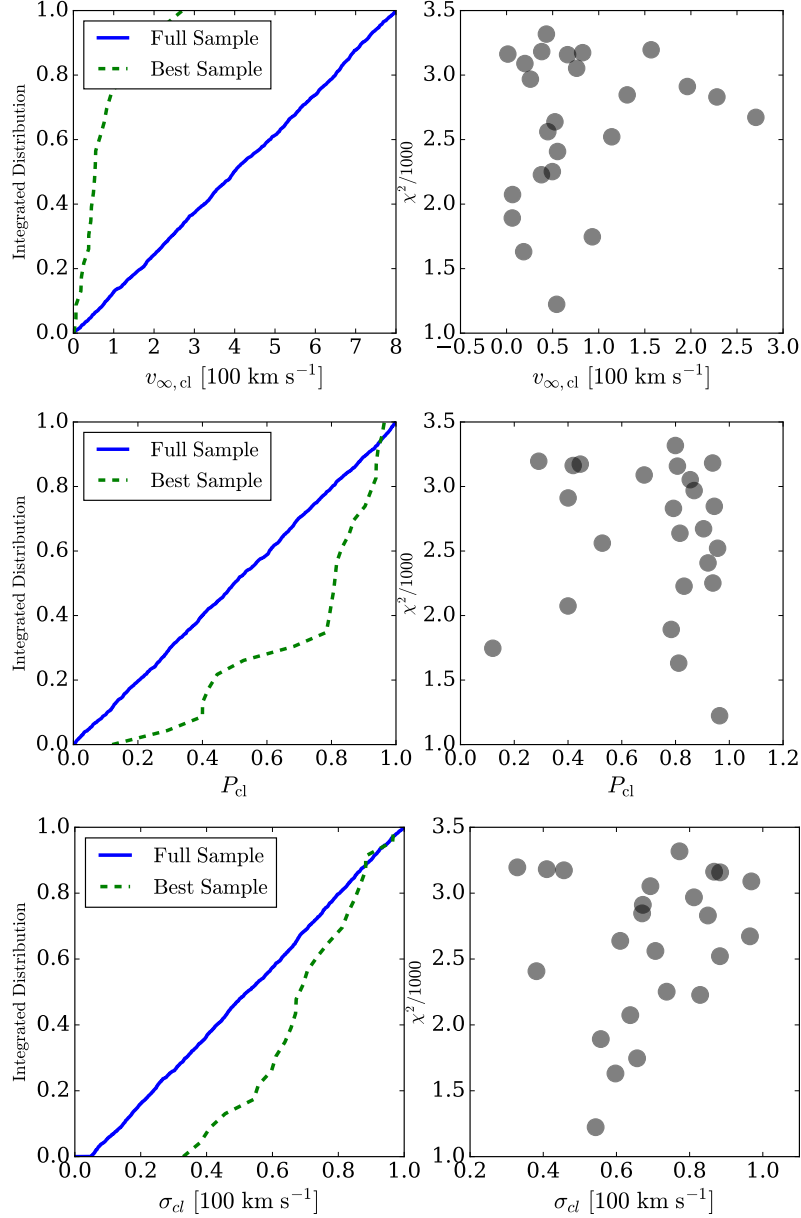 1.0
0.8
0.6
0.4
0.2
0.0
Integrated Distribution
Full Sample
Best Sample
0 1 2 3 4 5 6 7 8
v∞,cl [100 km s−1]
3.5
3.0
2.5
2.0
1.5
1.0
χ2/1000
−0.5 0.0 0.5 1.0 1.5 2.0 2.5 3.0
v∞,cl [100 km s−1]
1.0
0.8
0.6
0.4
0.2
0.0
Integrated Distribution
Full Sample
Best Sample
0.0 0.2 0.4 0.6 0.8 1.0
Pcl
3.5
3.0
2.5
2.0
1.5
1.0
χ2/1000
0.0 0.2 0.4 0.6 0.8 1.0 1.2
Pcl
1.0
0.8
0.6
0.4
0.2
0.0
Integrated Distribution
Full Sample
Best Sample
0.0 0.2 0.4 0.6 0.8 1.0
σcl [100 km s−1]
3.5
3.0
2.5
2.0
1.5
1.0
χ2/1000
0.2 0.4 0.6 0.8 1.0
σcl [100 km s−1]